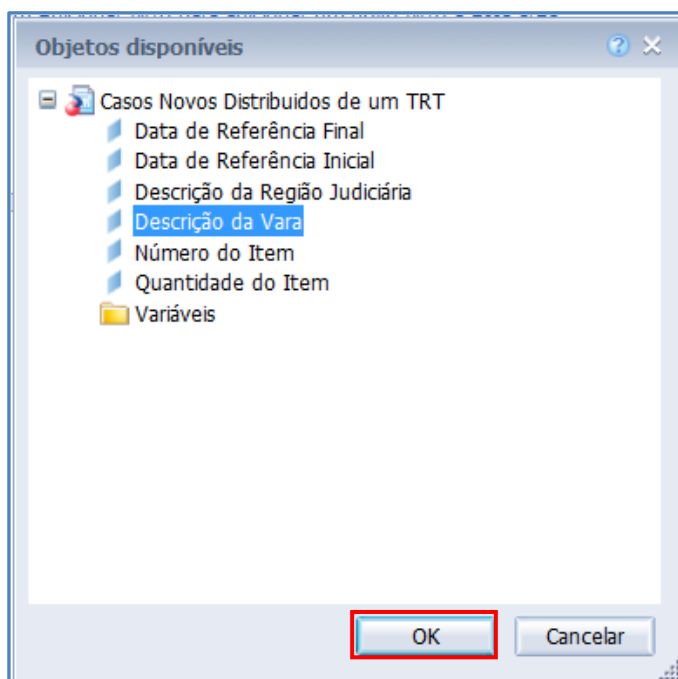 Objetos disponíveis
Casos Novos Distribuidos de um TRT
Data de Referência Final
Data de Referência Inicial
Descrição da Região Judiciária
Descrição da Vara
Número do Item
Quantidade do Item
Variáveis
OK Cancelar